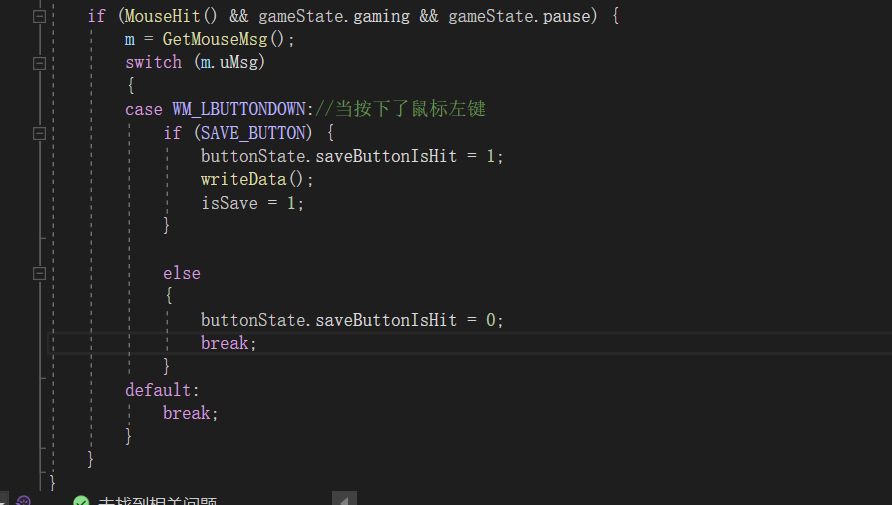 if (MouseHit() && gameState.gaming && gameState.pause) {
m = GetMouseMsg();
switch (m.uMsg)
{
case WM_LBUTTONDOWN://当按下了鼠标左键
if (SAVE_BUTTON) {
buttonState.saveButtonIsHit = 1;
writeData();
isSave = 1;
}
else
{
buttonState.saveButtonIsHit = 0;
break;
}
default:
break;
}
}
}
未找到相关问题